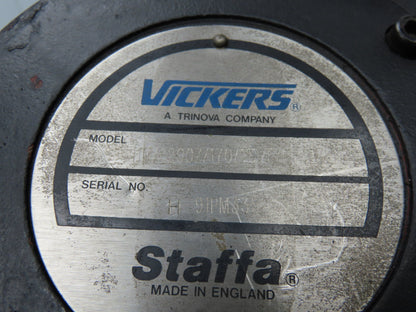 VICKERS®
A TRINOVA COMPANY
MODEL
SERIAL NO.
H
Staffa®
MADE IN ENGLAND